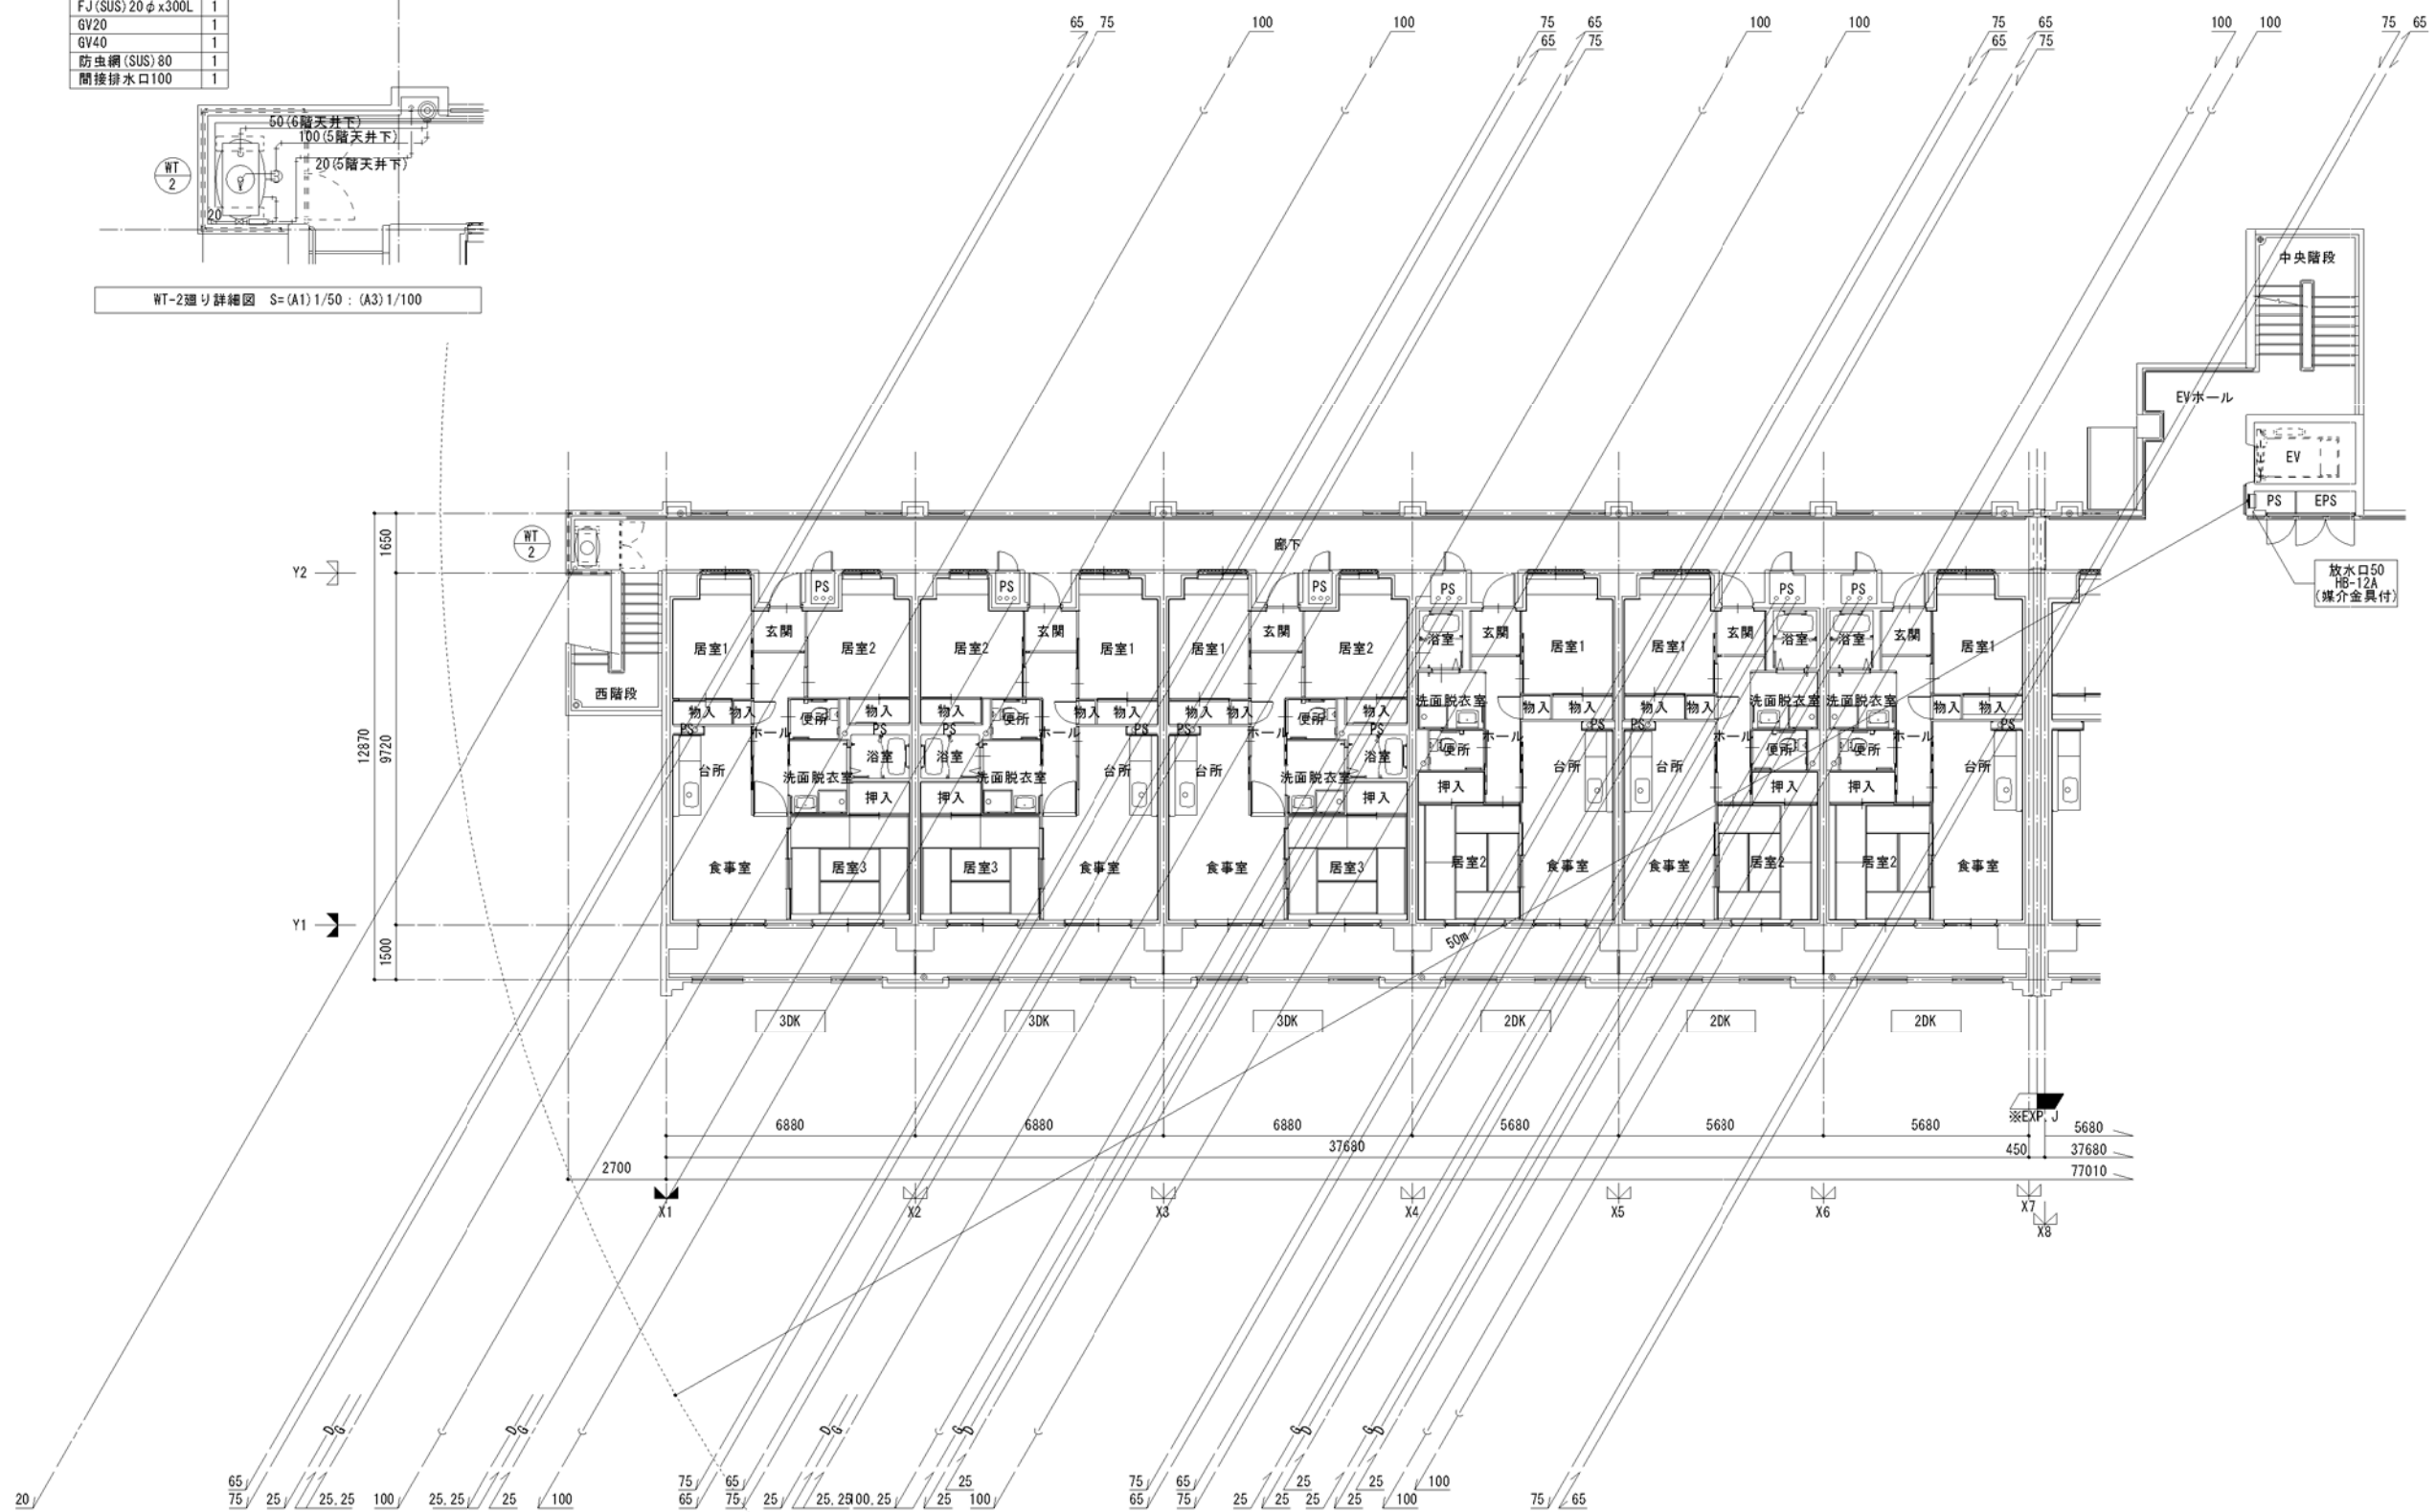 FJ(SUS)20φx300L 1
GV20 1
GV40 1
防虫網(SUS)80 1
間接排水口100 1
65 75 100 100 75 65 100 100 75 65 100 100 75 65
65 75 65 75
50(6階天井下)
100(5階天井下)
20(5階天井下)
WT
2
20
WT-2廻り詳細図 S=(A1)1/50：(A3)1/100
中央階段
EVホール
EV
PS EPS
放水口50
HB-12A
(媒介金具付)
WT
2
廊下
1650
Y2
PS PS PS PS PS PS
玄関 玄関 玄関 浴室 玄関 玄関 浴室 浴室 玄関
居室1 居室2 居室2 居室1 居室1 居室2 居室1 居室1 居室1
西階段
洗面脱衣室 洗面脱衣室 洗面脱衣室
物入 物入 物入 物入 物入 物入 物入 物入 物入 物入 物入 物入 物入 物入 物入
便所 便所 便所
PS PS PS PS PS PS PS PS
ホール ホール ホール ホール ホール ホール
浴室 浴室 浴室 便所 便所 便所
台所 台所 台所 台所 台所 台所
洗面脱衣室 洗面脱衣室 洗面脱衣室
押入 押入 押入 押入 押入 押入
12870
9720
食事室 居室3 居室3 食事室 食事室 居室3 居室2 食事室 食事室 居室2 居室2 食事室
Y1
1500
50m
3DK 3DK 3DK 2DK 2DK 2DK
※EXP.J
6880 6880 6880 5680 5680 5680 5680
37680 450 37680
2700 77010
X1 X2 X3 X4 X5 X6 X7
X8
D G D G D G G D G D G D
65 75 65 25 75 65 25 25 100
75 25 25,25 100 25,25 25 100 65 75 25 25,25 100,25 25 100 65 75 25 25 25 25 100 75 65
20